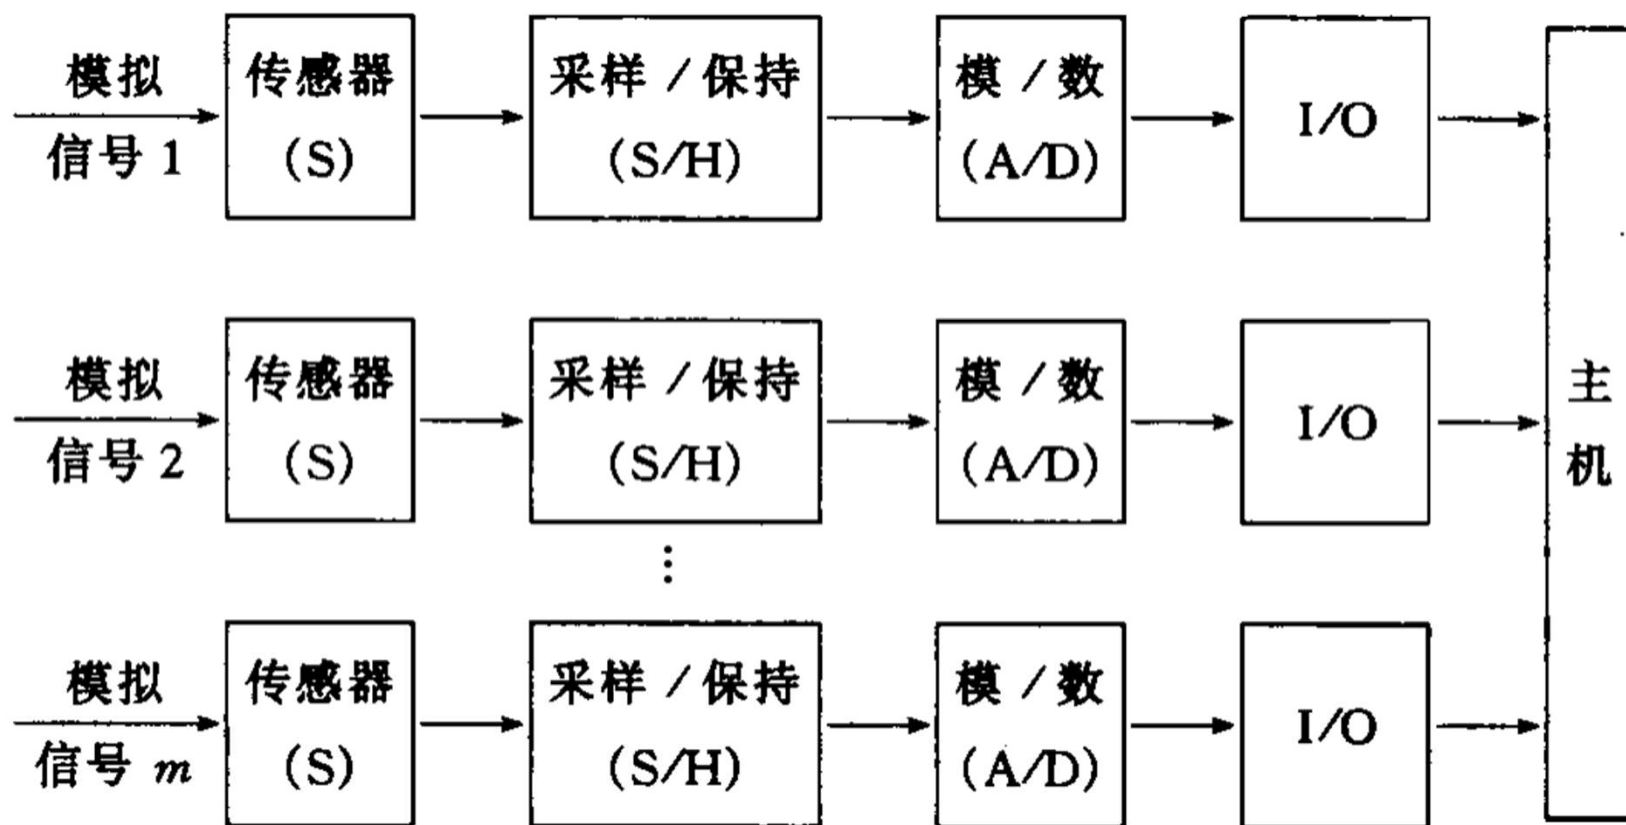 模拟
信号 1
传感器
(S)
采样 / 保持
(S/H)
模 / 数
(A/D)
I/O
模拟
信号 2
传感器
(S)
采样 / 保持
(S/H)
模 / 数
(A/D)
I/O
主
机
⋮
模拟
信号 m
传感器
(S)
采样 / 保持
(S/H)
模 / 数
(A/D)
I/O